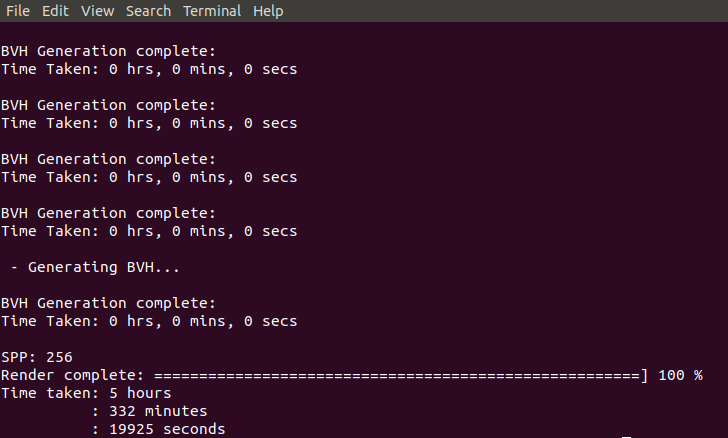 File Edit View Search Terminal Help
BVH Generation complete:
Time Taken: 0 hrs, 0 mins, 0 secs
BVH Generation complete:
Time Taken: 0 hrs, 0 mins, 0 secs
BVH Generation complete:
Time Taken: 0 hrs, 0 mins, 0 secs
BVH Generation complete:
Time Taken: 0 hrs, 0 mins, 0 secs
 - Generating BVH...
BVH Generation complete:
Time Taken: 0 hrs, 0 mins, 0 secs
SPP: 256
Render complete: ======================================================] 100 %
Time taken: 5 hours
          : 332 minutes
          : 19925 seconds